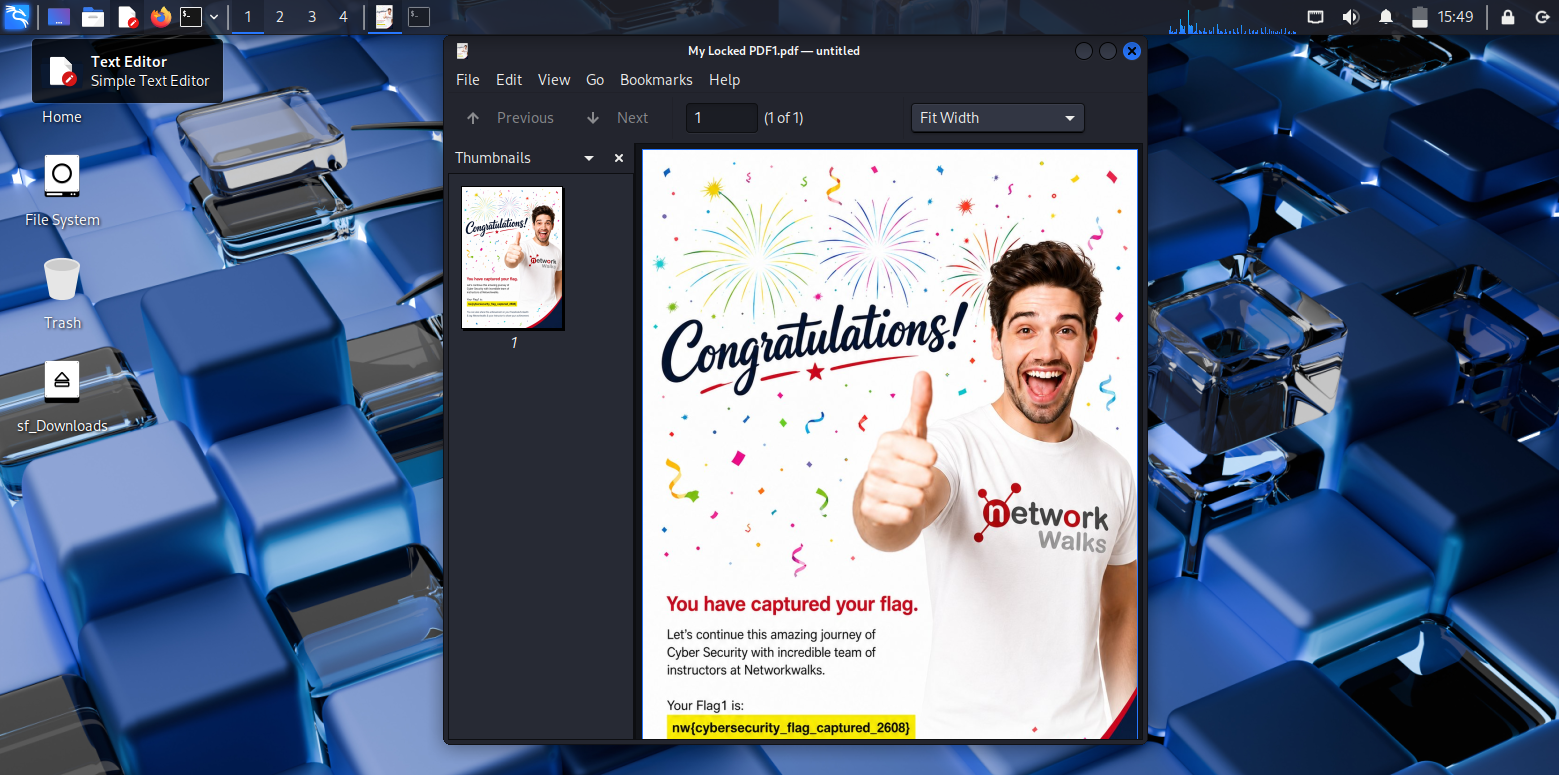 1 2 3 4
15:49
Text Editor
Simple Text Editor
Home
File System
Trash
sf_Downloads
My Locked PDF1.pdf — untitled
File Edit View Go Bookmarks Help
Previous Next 1 (1 of 1) Fit Width
Thumbnails
1
Congratulations!
network
Walks
You have captured your flag.
Let's continue this amazing journey of
Cyber Security with incredible team of
instructors at Networkwalks.
Your Flag1 is:
nw{cybersecurity_flag_captured_2608}